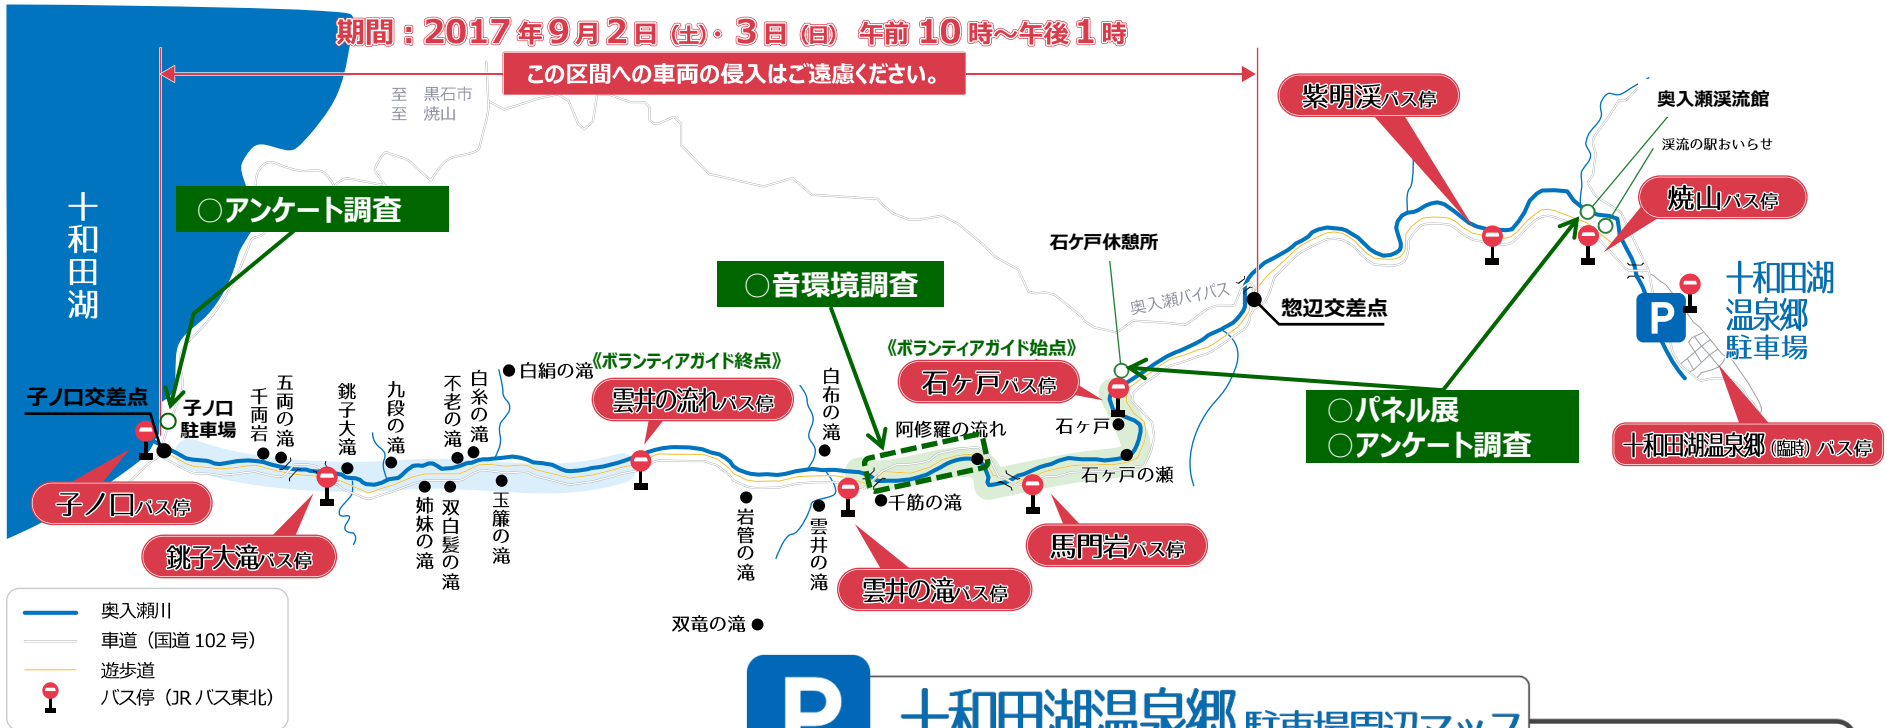 期間：2017年9月2日（土）・3日（日） 午前10時～午後1時
この区間への車両の侵入はご遠慮ください。
至 黒石市
至 焼山
紫明渓バス停
奥入瀬渓流館
渓流の駅おいらせ
焼山バス停
十和田湖
○アンケート調査
石ケ戸休憩所
○音環境調査
奥入瀬バイパス
惣辺交差点
十和田湖
温泉郷
駐車場
P
《ボランティアガイド終点》
《ボランティアガイド始点》
石ヶ戸バス停
雲井の流れバス停
子ノ口交差点
子ノ口
駐車場
千両岩
五両の滝
銚子大滝
九段の滝
不老の滝
白糸の滝
白絹の滝
白布の滝
阿修羅の流れ
石ヶ戸
石ヶ戸の瀬
○パネル展
○アンケート調査
十和田湖温泉郷（臨時）バス停
子ノ口バス停
銚子大滝バス停
姉妹の滝
双白髪の滝
玉簾の滝
岩管の滝
雲井の滝
千筋の滝
馬門岩バス停
雲井の滝バス停
双竜の滝
奥入瀬川
車道（国道102号）
遊歩道
バス停（JRバス東北）
P
十和田湖温泉郷 駐車場周辺マップ